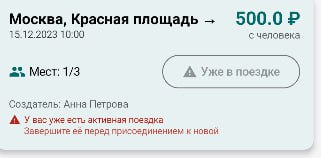 Москва, Красная площадь → 500.0 ₽
15.12.2023 10:00 с человека
Мест: 1/3 Уже в поездке
Создатель: Анна Петрова
У вас уже есть активная поездка
Завершите её перед присоединением к новой